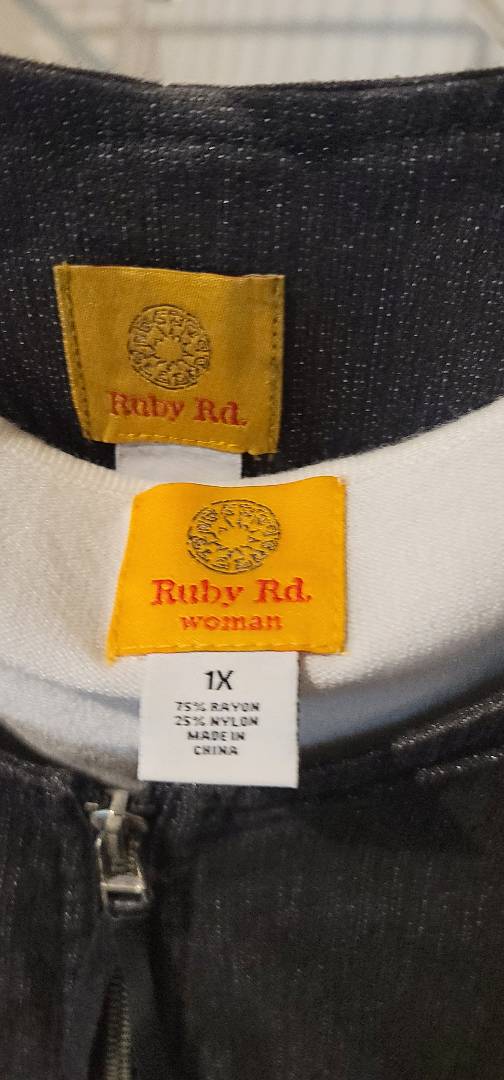 Ruby Rd.
Ruby Rd.
woman
1X
75% RAYON
25% NYLON
MADE IN
CHINA